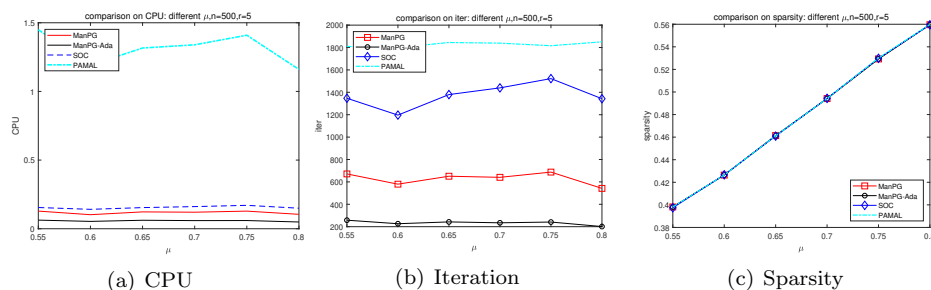 comparison on CPU: different μ,n=500,r=5
1.5
1
0.5
0
CPU
ManPG
ManPG-Ada
SOC
PAMAL
0.55
0.6
0.65
0.7
0.75
0.8
μ
(a) CPU
comparison on iter: different μ,n=500,r=5
2000
1800
1600
1400
1200
1000
800
600
400
200
iter
ManPG
ManPG-Ada
SOC
PAMAL
0.55
0.6
0.65
0.7
0.75
0.8
μ
(b) Iteration
comparison on sparsity: different μ,n=500,r=5
0.56
0.54
0.52
0.5
0.48
0.46
0.44
0.42
0.4
0.38
sparsity
ManPG
ManPG-Ada
SOC
PAMAL
0.55
0.6
0.65
0.7
0.75
0.8
μ
(c) Sparsity